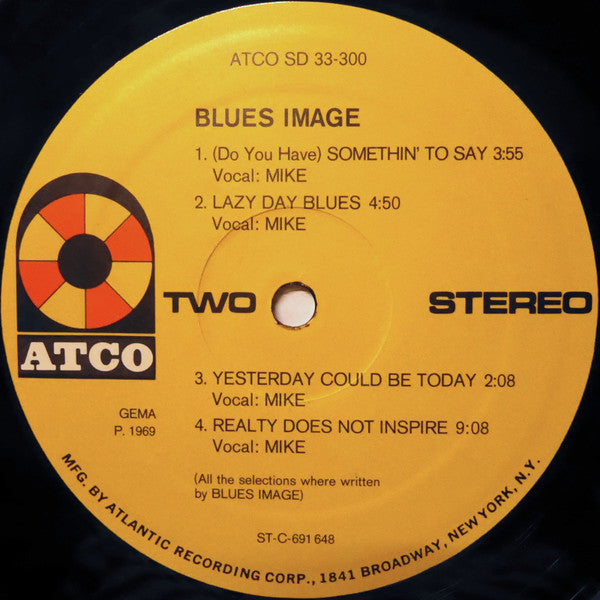 ATCO SD 33-300
BLUES IMAGE
1. (Do You Have) SOMETHIN' TO SAY 3:55
Vocal: MIKE
2. LAZY DAY BLUES 4:50
Vocal: MIKE
ATCO
TWO
STEREO
3. YESTERDAY COULD BE TODAY 2:08
Vocal: MIKE
4. REALTY DOES NOT INSPIRE 9:08
Vocal: MIKE
GEMA
P. 1969
(All the selections where written
by BLUES IMAGE)
ST-C-691 648
MFG. BY ATLANTIC RECORDING CORP., 1841 BROADWAY, NEW YORK, N.Y.